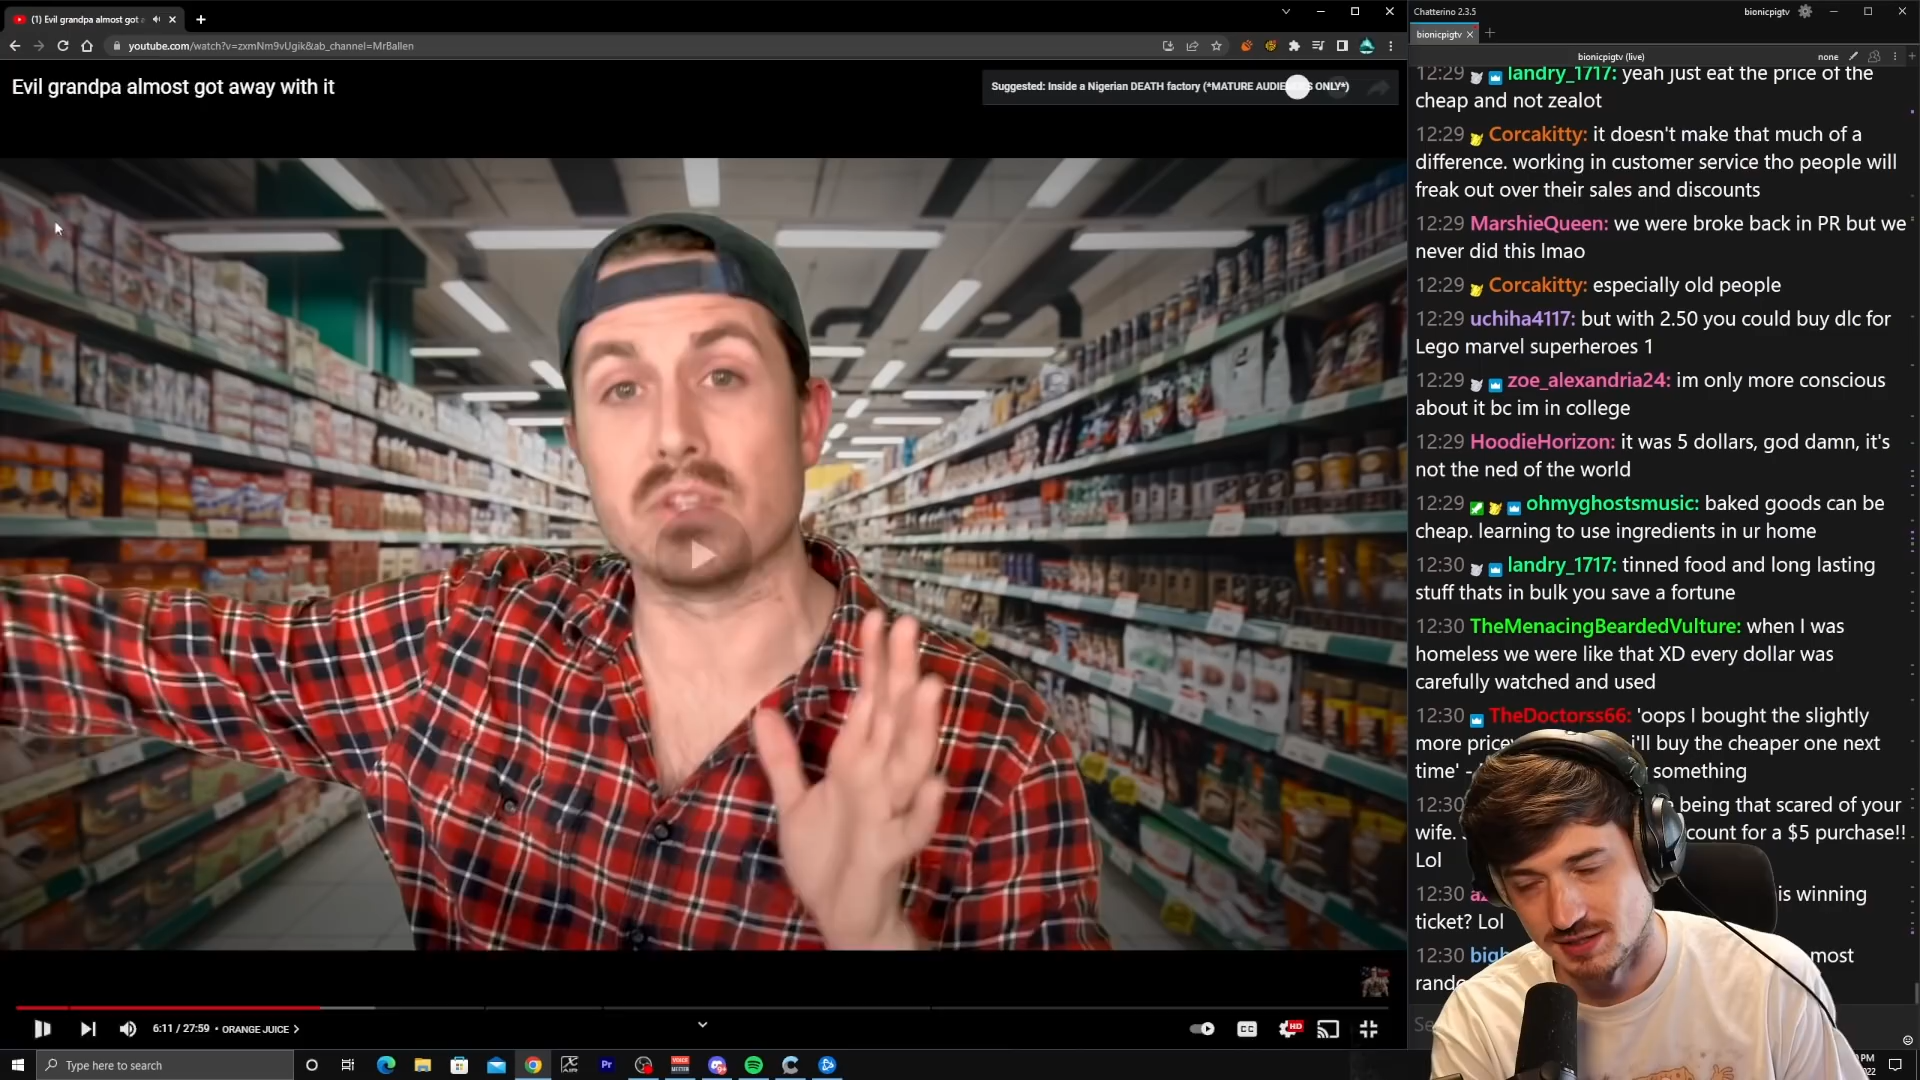 (1) Evil grandpa almost got a
youtube.com/watch?v=zxmNm9vUgik&ab_channel=MrBallen
Evil grandpa almost got away with it
Suggested: Inside a Nigerian DEATH factory (*MATURE AUDIENCES ONLY*)
6:11 / 27:59 • ORANGE JUICE >
CC
HD
Type here to search
Pr
Chatterino 2.3.5
bionicpigtv
bionicpigtv
bionicpigtv (live)
none
12:29 landry_1717: yeah just eat the price of the
cheap and not zealot
12:29 Corcakitty: it doesn't make that much of a
difference. working in customer service tho people will
freak out over their sales and discounts
12:29 MarshieQueen: we were broke back in PR but we
never did this lmao
12:29 Corcakitty: especially old people
12:29 uchiha4117: but with 2.50 you could buy dlc for
Lego marvel superheroes 1
12:29 zoe_alexandria24: im only more conscious
about it bc im in college
12:29 HoodieHorizon: it was 5 dollars, god damn, it's
not the ned of the world
12:29 ohmyghostsmusic: baked goods can be
cheap. learning to use ingredients in ur home
12:30 landry_1717: tinned food and long lasting
stuff thats in bulk you save a fortune
12:30 TheMenacingBeardedVulture: when I was
homeless we were like that XD every dollar was
carefully watched and used
12:30 TheDoctorss66: 'oops I bought the slightly
more price i'll buy the cheaper one next
time' - something
12:30 being that scared of your
wife. count for a $5 purchase!!
Lol
12:30 is winning
ticket? Lol
12:30 big most
rand
PM
2022